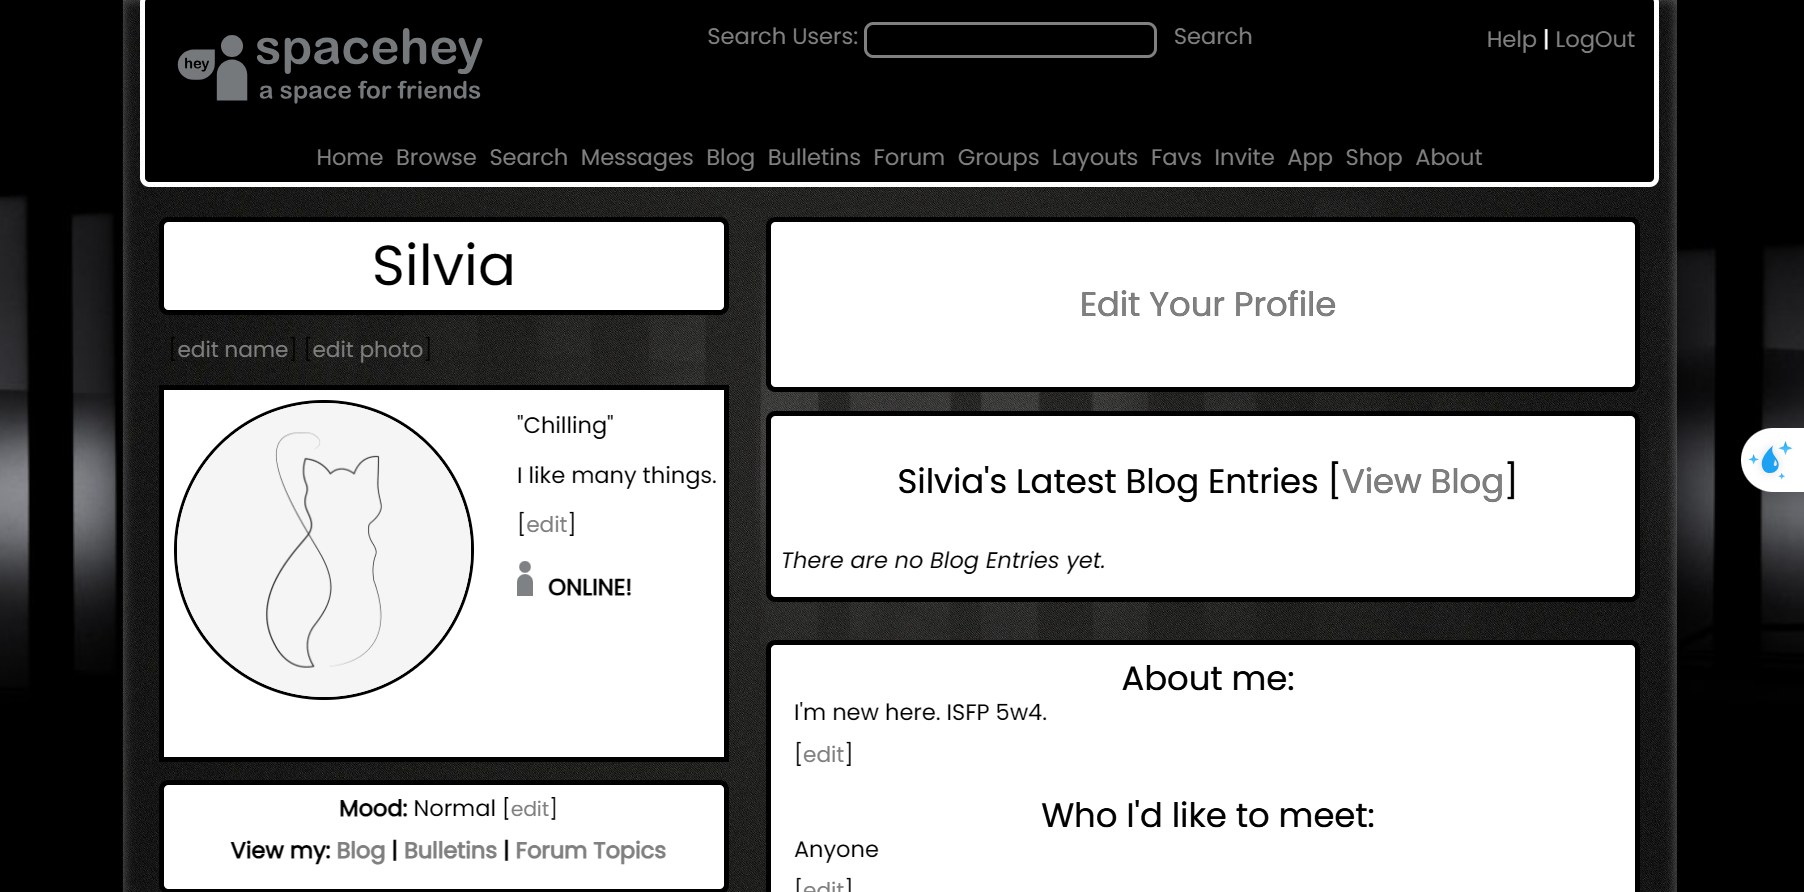 hey
spacehey
a space for friends
Search Users:
Search
Help | LogOut
Home Browse Search Messages Blog Bulletins Forum Groups Layouts Favs Invite App Shop About
Silvia
[edit name] [edit photo]
"Chilling"
I like many things.
[edit]
ONLINE!
Mood: Normal [edit]
View my: Blog | Bulletins | Forum Topics
Edit Your Profile
Silvia's Latest Blog Entries [View Blog]
There are no Blog Entries yet.
About me:
I'm new here. ISFP 5w4.
[edit]
Who I'd like to meet:
Anyone
[edit]